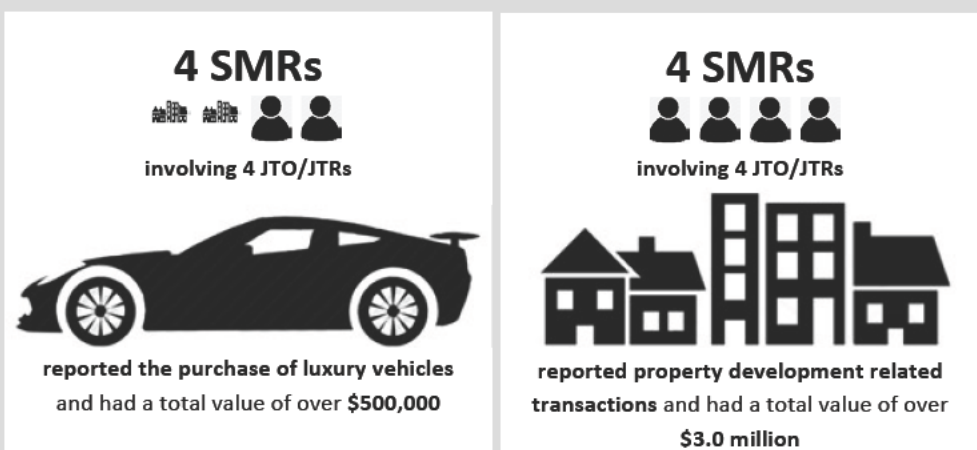 4 SMRs
involving 4 JTO/JTRs
reported the purchase of luxury vehicles
and had a total value of over $500,000
4 SMRs
involving 4 JTO/JTRs
reported property development related
transactions and had a total value of over
$3.0 million